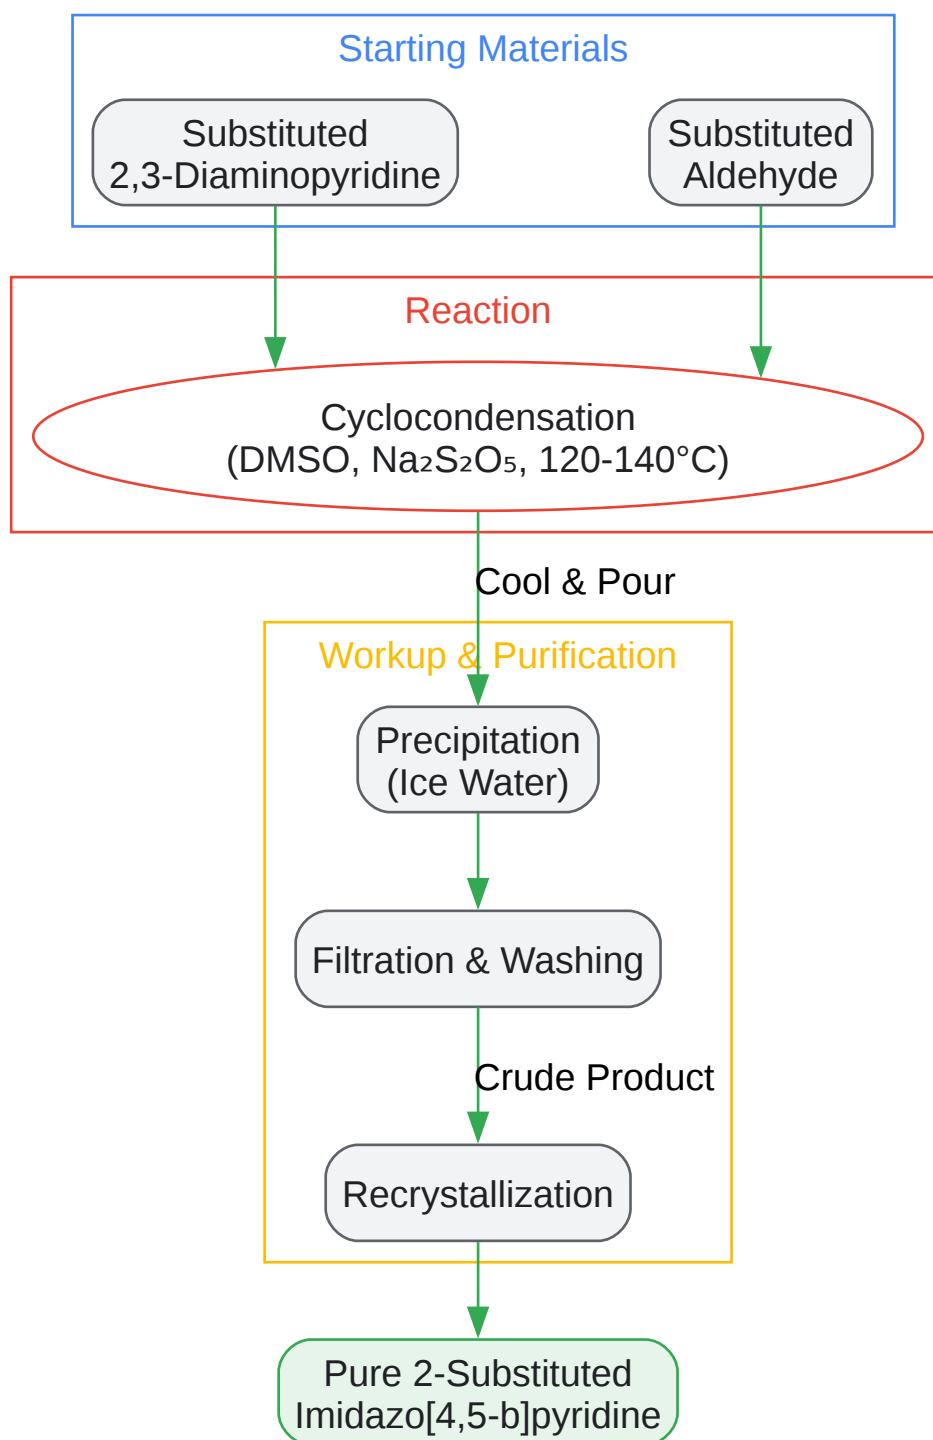 Starting Materials
Substituted
2,3-Diaminopyridine
Substituted
Aldehyde
Reaction
Cyclocondensation
(DMSO, Na₂S₂O₅, 120-140°C)
Cool & Pour
Workup & Purification
Precipitation
(Ice Water)
Filtration & Washing
Crude Product
Recrystallization
Pure 2-Substituted
Imidazo[4,5-b]pyridine